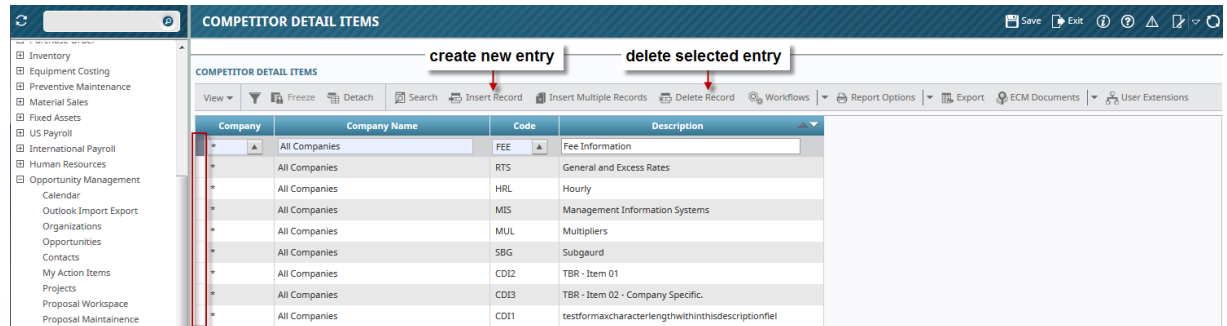 COMPETITOR DETAIL ITEMS
Save Exit
Purchase Order
Inventory
Equipment Costing
Preventive Maintenance
Material Sales
Fixed Assets
US Payroll
International Payroll
Human Resources
Opportunity Management
Calendar
Outlook Import Export
Organizations
Opportunities
Contacts
My Action Items
Projects
Proposal Workspace
Proposal Maintainence
create new entry delete selected entry
COMPETITOR DETAIL ITEMS
View Freeze Detach Search Insert Record Insert Multiple Records Delete Record Workflows Report Options Export ECM Documents User Extensions
Company Company Name Code Description
* All Companies FEE Fee Information
* All Companies RTS General and Excess Rates
* All Companies HRL Hourly
* All Companies MIS Management Information Systems
* All Companies MUL Multipliers
* All Companies SBG Subgaurd
* All Companies CDI2 TBR - Item 01
* All Companies CDI3 TBR - Item 02 - Company Specific.
* All Companies CDI1 testformaxcharacterlengthwithinthisdescriptionfiel